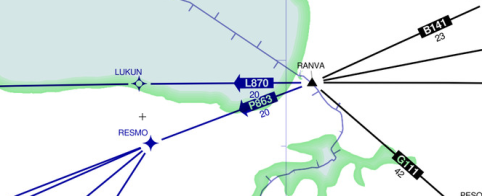 B141
23
RANVA
LUKUN
L870
20
P863
20
RESMO
G111
42